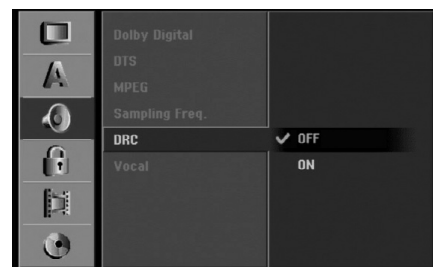 A
Dolby Digital
DTS
MPEG
Sampling Freq.
DRC
OFF
ON
Vocal